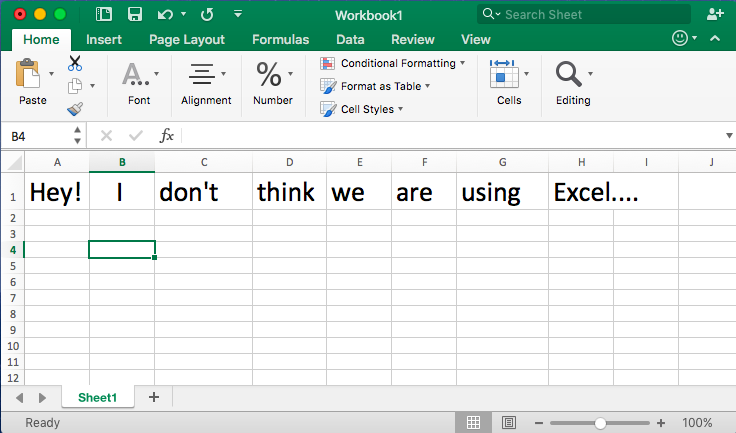 Workbook1
Search Sheet
Home Insert Page Layout Formulas Data Review View
Paste Font Alignment Number Conditional Formatting Format as Table Cell Styles Cells Editing
B4 fx
A B C D E F G H I J
1 Hey! I don't think we are using Excel....
2
3
4
5
6
7
8
9
10
11
12
Sheet1
Ready 100%